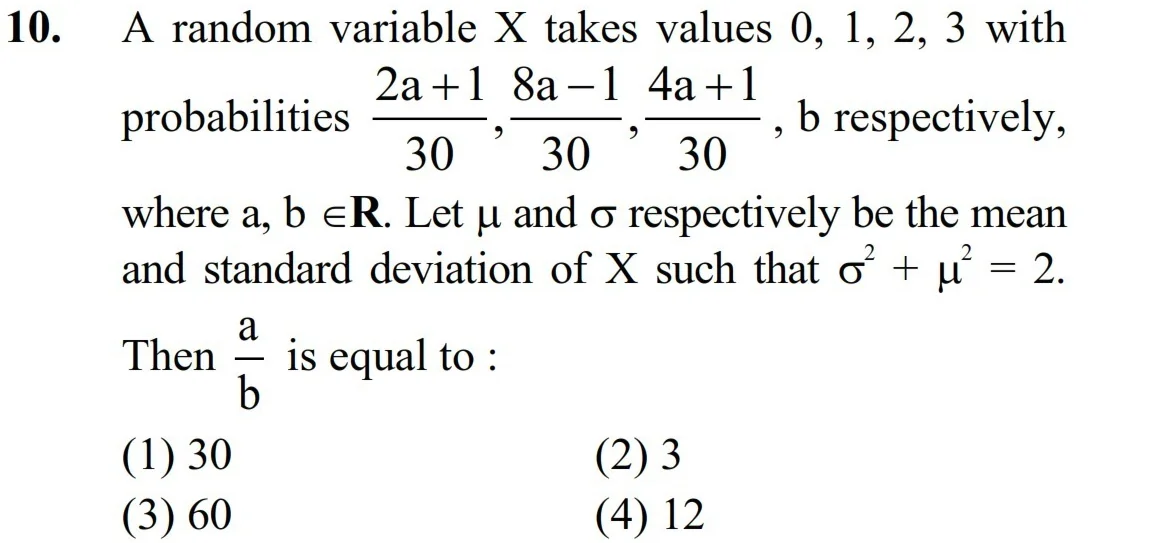 10. A random variable X takes values 0, 1, 2, 3 with
probabilities (2a+1)/30, (8a−1)/30, (4a+1)/30, b respectively,
where a, b ∈R. Let μ and σ respectively be the mean
and standard deviation of X such that σ² + μ² = 2.
Then a/b is equal to :
(1) 30 (2) 3
(3) 60 (4) 12